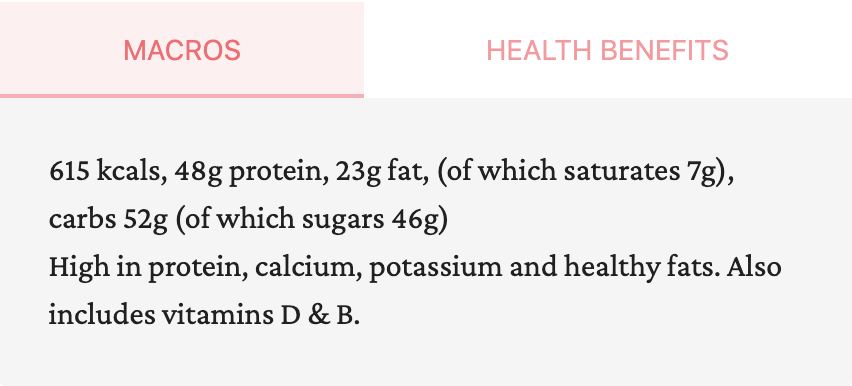 MACROS
HEALTH BENEFITS
615 kcals, 48g protein, 23g fat, (of which saturates 7g),
carbs 52g (of which sugars 46g)
High in protein, calcium, potassium and healthy fats. Also
includes vitamins D & B.